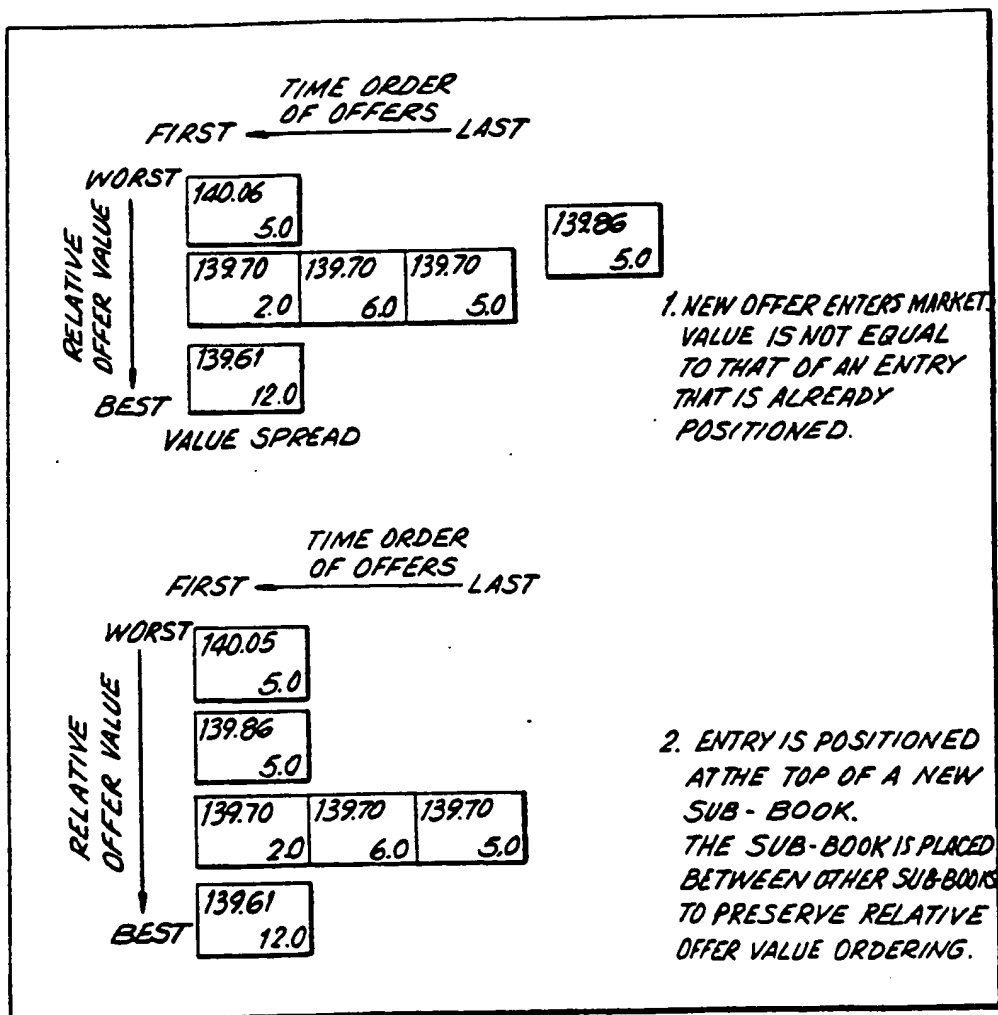 TIME ORDER
OF OFFERS
FIRST LAST
WORST
RELATIVE
OFFER VALUE
BEST
140.06
5.0
139.70 139.70 139.70
2.0 6.0 5.0
139.61
12.0
VALUE SPREAD
139.86
5.0
1. NEW OFFER ENTERS MARKET.
VALUE IS NOT EQUAL
TO THAT OF AN ENTRY
THAT IS ALREADY
POSITIONED.
TIME ORDER
OF OFFERS
FIRST LAST
WORST
RELATIVE
OFFER VALUE
BEST
140.05
5.0
139.86
5.0
139.70 139.70 139.70
2.0 6.0 5.0
139.61
12.0
2. ENTRY IS POSITIONED
AT THE TOP OF A NEW
SUB-BOOK.
THE SUB-BOOK IS PLACED
BETWEEN OTHER SUB-BOOKS
TO PRESERVE RELATIVE
OFFER VALUE ORDERING.